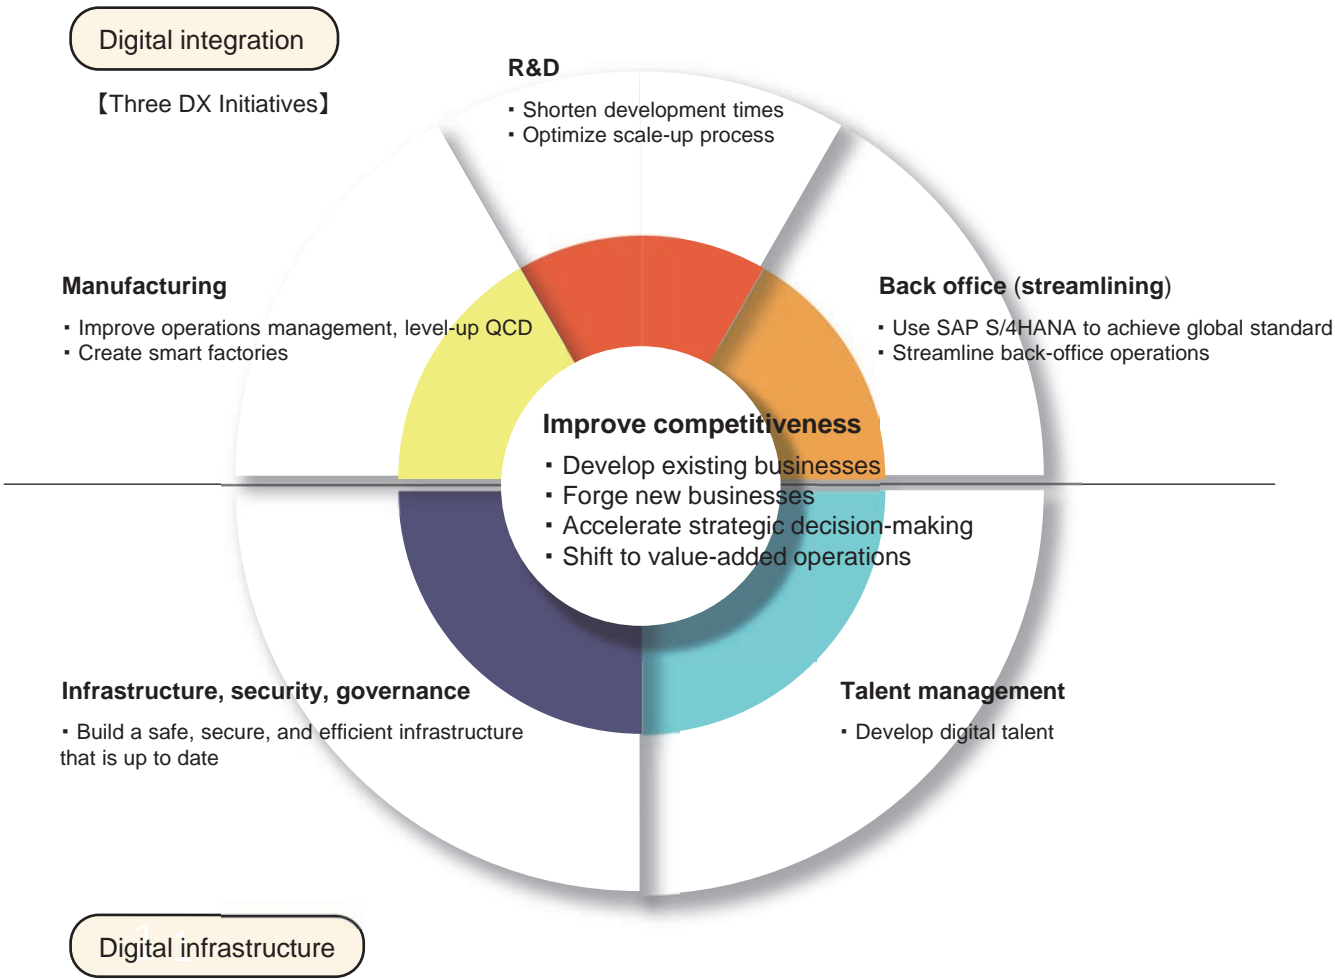 Digital integration
【Three DX Initiatives】
R&D
・Shorten development times
・Optimize scale-up process
Manufacturing
・Improve operations management, level-up QCD
・Create smart factories
Back office (streamlining)
・Use SAP S/4HANA to achieve global standard
・Streamline back-office operations
Improve competitiveness
・Develop existing businesses
・Forge new businesses
・Accelerate strategic decision-making
・Shift to value-added operations
Infrastructure, security, governance
・Build a safe, secure, and efficient infrastructure
that is up to date
Talent management
・Develop digital talent
Digital infrastructure